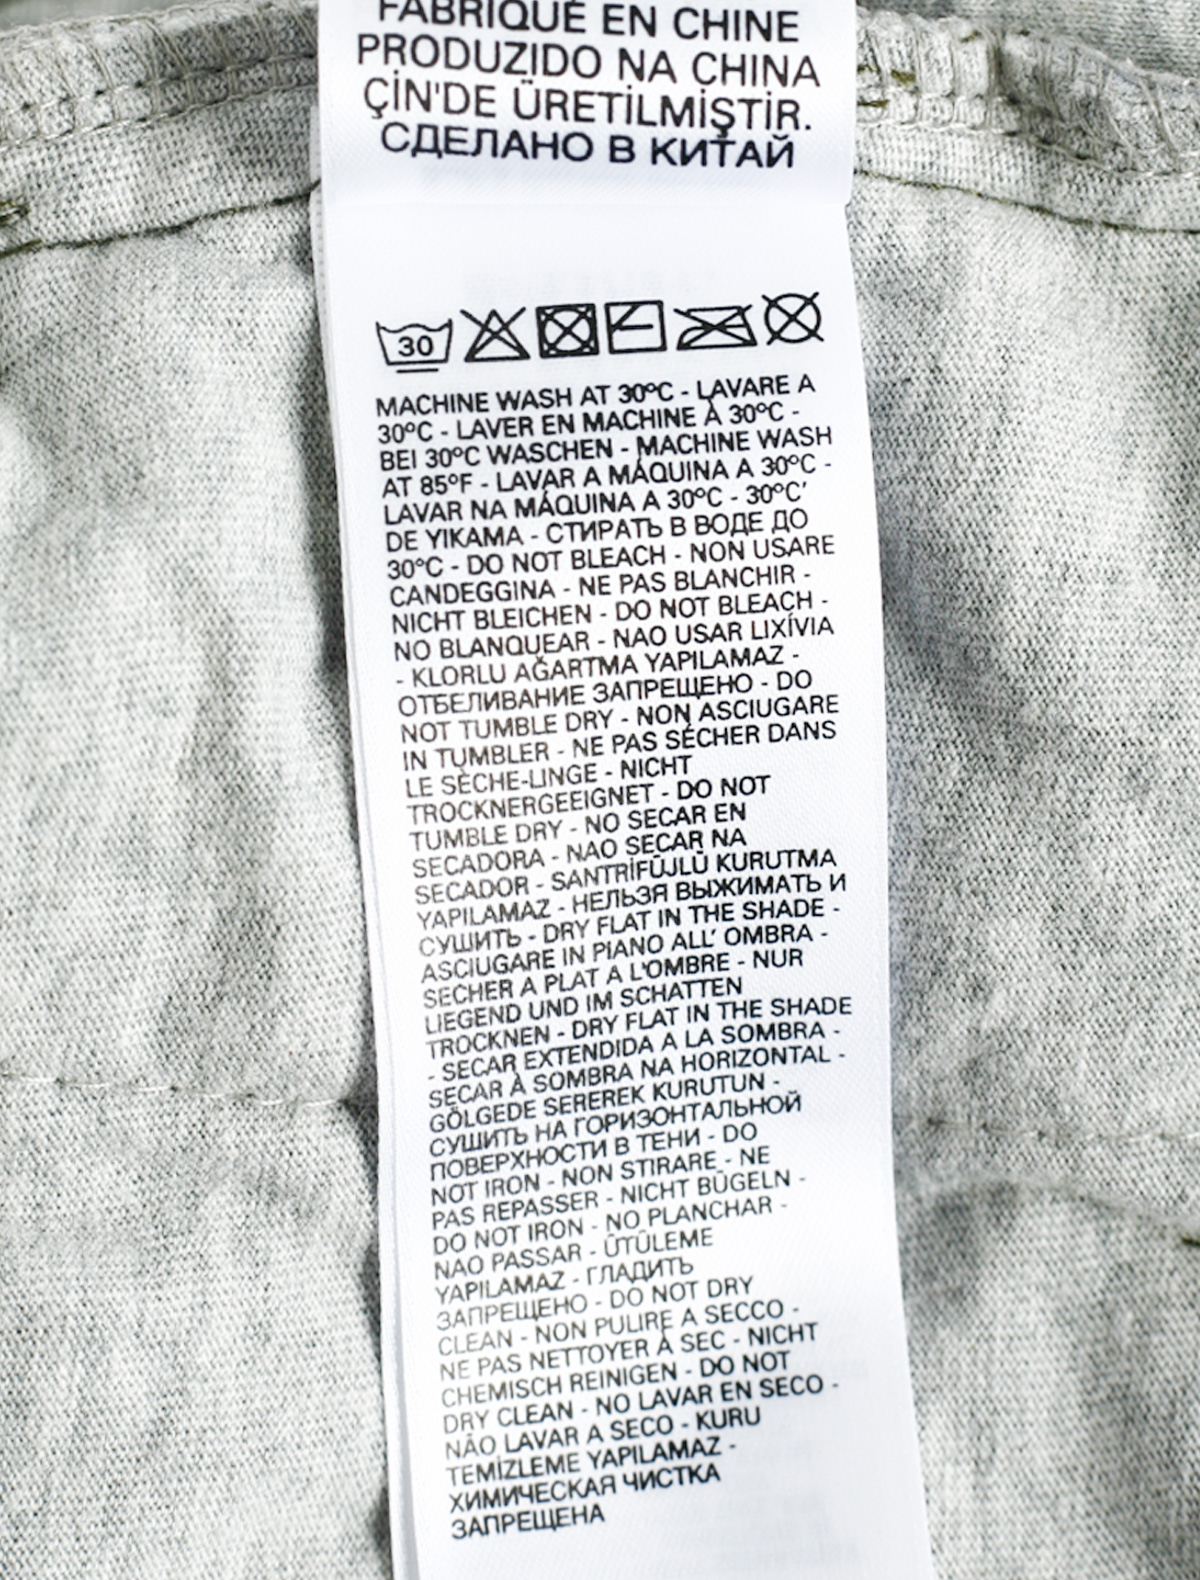 FABRIQUÉ EN CHINE
PRODUZIDO NA CHINA
ÇİN'DE ÜRETİLMİŞTİR.
СДЕЛАНО В КИТАЙ
30
MACHINE WASH AT 30°C - LAVARE A
30°C - LAVER EN MACHINE À 30°C -
BEI 30°C WASCHEN - MACHINE WASH
AT 85°F - LAVAR A MÁQUINA A 30°C -
LAVAR NA MÁQUINA A 30°C - 30°C'
DE YIKAMA - СТИРАТЬ В ВОДЕ ДО
30°C - DO NOT BLEACH - NON USARE
CANDEGGINA - NE PAS BLANCHIR -
NICHT BLEICHEN - DO NOT BLEACH -
NO BLANQUEAR - NAO USAR LIXÍVIA
- KLORLU AĞARTMA YAPILAMAZ -
ОТБЕЛИВАНИЕ ЗАПРЕЩЕНО - DO
NOT TUMBLE DRY - NON ASCIUGARE
IN TUMBLER - NE PAS SÉCHER DANS
LE SÈCHE-LINGE - NICHT
TROCKNERGEEIGNET - DO NOT
TUMBLE DRY - NO SECAR EN
SECADORA - NAO SECAR NA
SECADOR - SANTRİFÜJLÜ KURUTMA
YAPILAMAZ - НЕЛЬЗЯ ВЫЖИМАТЬ И
СУШИТЬ - DRY FLAT IN THE SHADE -
ASCIUGARE IN PIANO ALL' OMBRA -
SECHER A PLAT A L'OMBRE - NUR
LIEGEND UND IM SCHATTEN
TROCKNEN - DRY FLAT IN THE SHADE
- SECAR EXTENDIDA A LA SOMBRA -
SECAR À SOMBRA NA HORIZONTAL -
GÖLGEDE SEREREK KURUTUN -
СУШИТЬ НА ГОРИЗОНТАЛЬНОЙ
ПОВЕРХНОСТИ В ТЕНИ - DO
NOT IRON - NON STIRARE - NE
PAS REPASSER - NICHT BÜGELN -
DO NOT IRON - NO PLANCHAR -
NAO PASSAR - ÜTÜLEME
YAPILAMAZ - ГЛАДИТЬ
ЗАПРЕЩЕНО - DO NOT DRY
CLEAN - NON PULIRE A SECCO -
NE PAS NETTOYER À SEC - NICHT
CHEMISCH REINIGEN - DO NOT
DRY CLEAN - NO LAVAR EN SECO -
NÃO LAVAR A SECO - KURU
TEMİZLEME YAPILAMAZ -
ХИМИЧЕСКАЯ ЧИСТКА
ЗАПРЕЩЕНА